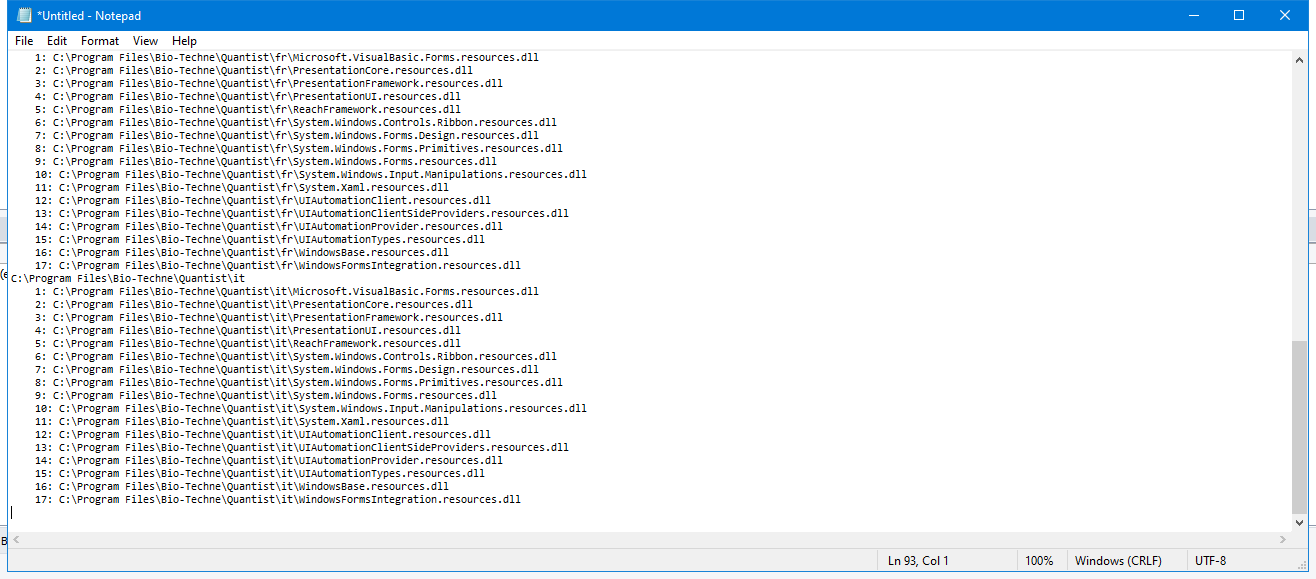 *Untitled - Notepad
File Edit Format View Help
1: C:\Program Files\Bio-Techne\Quantist\fr\Microsoft.VisualBasic.Forms.resources.dll
2: C:\Program Files\Bio-Techne\Quantist\fr\PresentationCore.resources.dll
3: C:\Program Files\Bio-Techne\Quantist\fr\PresentationFramework.resources.dll
4: C:\Program Files\Bio-Techne\Quantist\fr\PresentationUI.resources.dll
5: C:\Program Files\Bio-Techne\Quantist\fr\ReachFramework.resources.dll
6: C:\Program Files\Bio-Techne\Quantist\fr\System.Windows.Controls.Ribbon.resources.dll
7: C:\Program Files\Bio-Techne\Quantist\fr\System.Windows.Forms.Design.resources.dll
8: C:\Program Files\Bio-Techne\Quantist\fr\System.Windows.Forms.Primitives.resources.dll
9: C:\Program Files\Bio-Techne\Quantist\fr\System.Windows.Forms.resources.dll
10: C:\Program Files\Bio-Techne\Quantist\fr\System.Windows.Input.Manipulations.resources.dll
11: C:\Program Files\Bio-Techne\Quantist\fr\System.Xaml.resources.dll
12: C:\Program Files\Bio-Techne\Quantist\fr\UIAutomationClient.resources.dll
13: C:\Program Files\Bio-Techne\Quantist\fr\UIAutomationClientSideProviders.resources.dll
14: C:\Program Files\Bio-Techne\Quantist\fr\UIAutomationProvider.resources.dll
15: C:\Program Files\Bio-Techne\Quantist\fr\UIAutomationTypes.resources.dll
16: C:\Program Files\Bio-Techne\Quantist\fr\WindowsBase.resources.dll
17: C:\Program Files\Bio-Techne\Quantist\fr\WindowsFormsIntegration.resources.dll
C:\Program Files\Bio-Techne\Quantist\it
1: C:\Program Files\Bio-Techne\Quantist\it\Microsoft.VisualBasic.Forms.resources.dll
2: C:\Program Files\Bio-Techne\Quantist\it\PresentationCore.resources.dll
3: C:\Program Files\Bio-Techne\Quantist\it\PresentationFramework.resources.dll
4: C:\Program Files\Bio-Techne\Quantist\it\PresentationUI.resources.dll
5: C:\Program Files\Bio-Techne\Quantist\it\ReachFramework.resources.dll
6: C:\Program Files\Bio-Techne\Quantist\it\System.Windows.Controls.Ribbon.resources.dll
7: C:\Program Files\Bio-Techne\Quantist\it\System.Windows.Forms.Design.resources.dll
8: C:\Program Files\Bio-Techne\Quantist\it\System.Windows.Forms.Primitives.resources.dll
9: C:\Program Files\Bio-Techne\Quantist\it\System.Windows.Forms.resources.dll
10: C:\Program Files\Bio-Techne\Quantist\it\System.Windows.Input.Manipulations.resources.dll
11: C:\Program Files\Bio-Techne\Quantist\it\System.Xaml.resources.dll
12: C:\Program Files\Bio-Techne\Quantist\it\UIAutomationClient.resources.dll
13: C:\Program Files\Bio-Techne\Quantist\it\UIAutomationClientSideProviders.resources.dll
14: C:\Program Files\Bio-Techne\Quantist\it\UIAutomationProvider.resources.dll
15: C:\Program Files\Bio-Techne\Quantist\it\UIAutomationTypes.resources.dll
16: C:\Program Files\Bio-Techne\Quantist\it\WindowsBase.resources.dll
17: C:\Program Files\Bio-Techne\Quantist\it\WindowsFormsIntegration.resources.dll
Ln 93, Col 1 100% Windows (CRLF) UTF-8